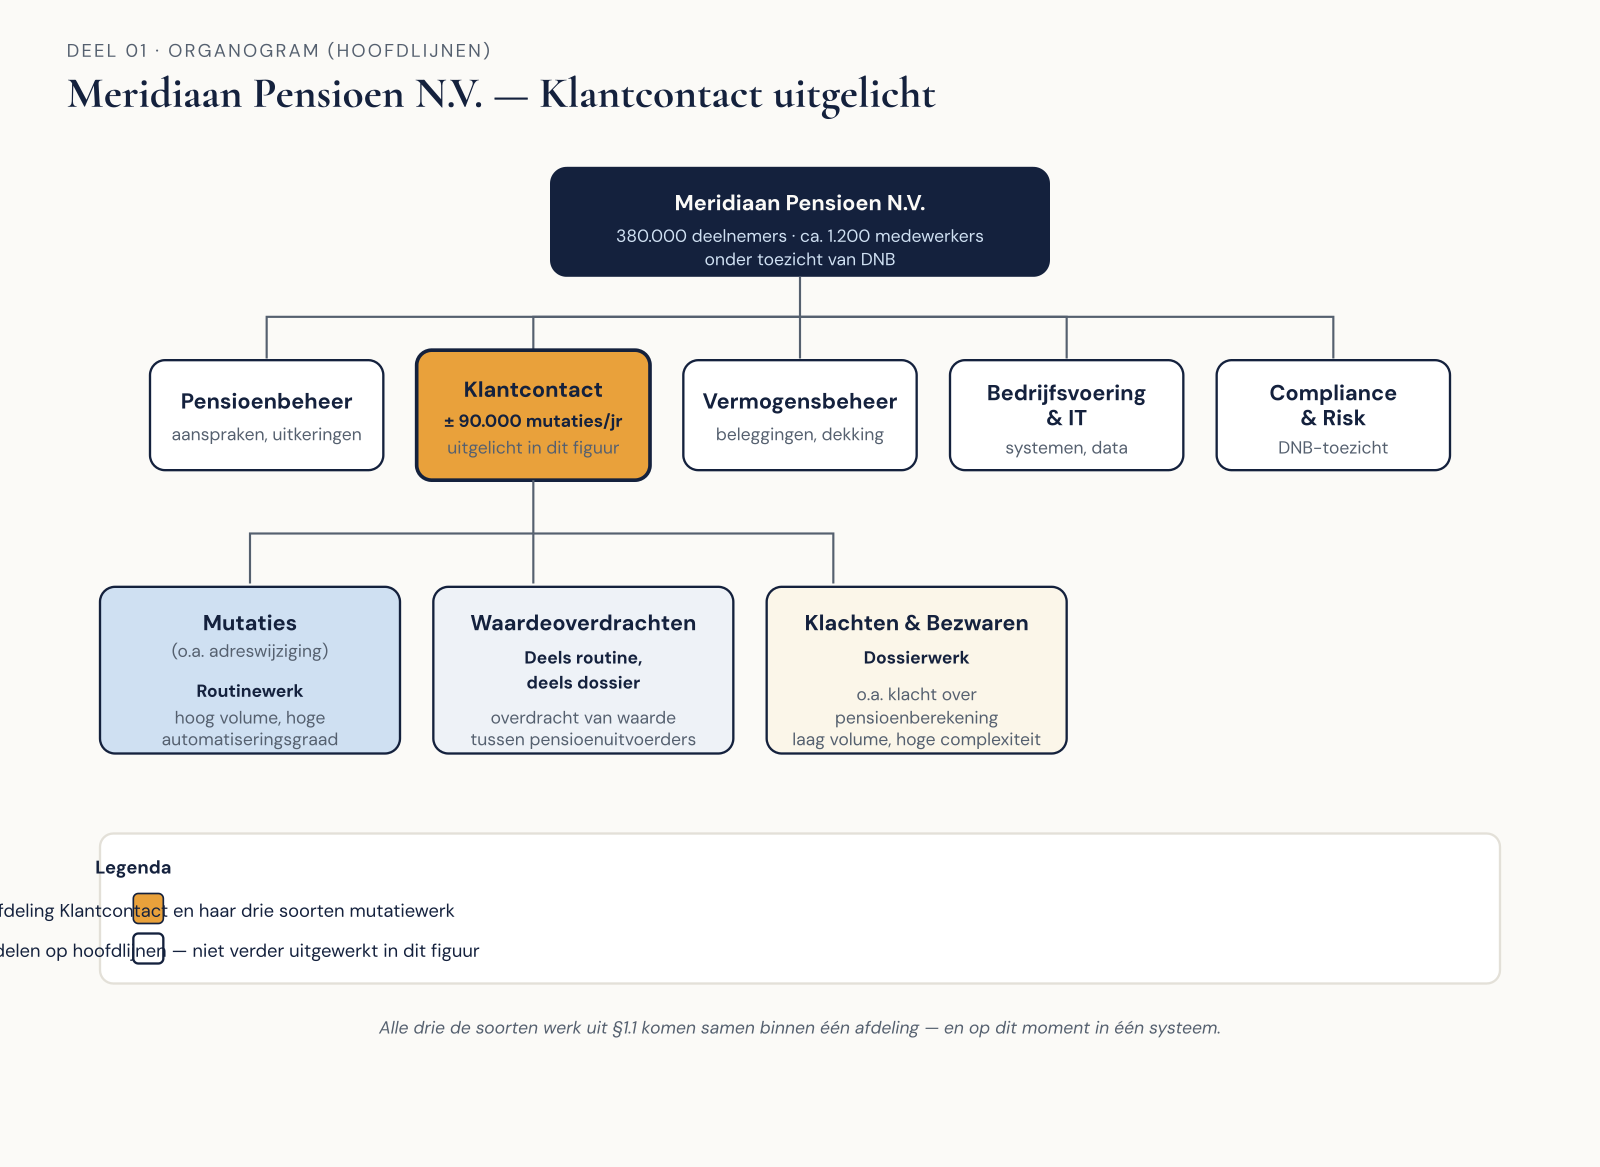 DEEL 01 · ORGANOGRAM (HOOFDLIJNEN)
Meridiaan Pensioen N.V. — Klantcontact uitgelicht
Meridiaan Pensioen N.V.
380.000 deelnemers · ca. 1.200 medewerkers
onder toezicht van DNB
Pensioenbeheer
aanspraken, uitkeringen
Klantcontact
± 90.000 mutaties/jr
uitgelicht in dit figuur
Vermogensbeheer
beleggingen, dekking
Bedrijfsvoering
& IT
systemen, data
Compliance
& Risk
DNB-toezicht
Mutaties
(o.a. adreswijziging)
Routinewerk
hoog volume, hoge
automatiseringsgraad
Waardeoverdrachten
Deels routine,
deels dossier
overdracht van waarde
tussen pensioenuitvoerders
Klachten & Bezwaren
Dossierwerk
o.a. klacht over
pensioenberekening
laag volume, hoge complexiteit
Legenda
fdeling Klantcontact en haar drie soorten mutatiewerk
delen op hoofdlijnen — niet verder uitgewerkt in dit figuur
Alle drie de soorten werk uit §1.1 komen samen binnen één afdeling — en op dit moment in één systeem.